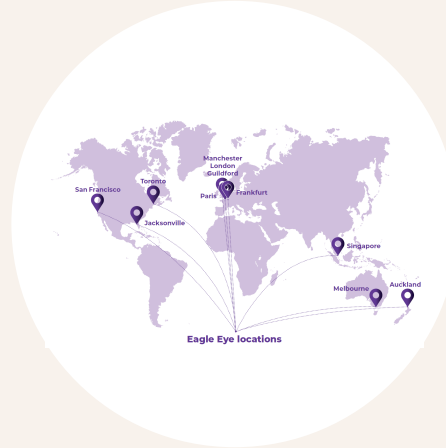 Manchester
London
Guildford
Toronto
San Francisco
Paris
Frankfurt
Jacksonville
Singapore
Melbourne
Auckland
Eagle Eye locations